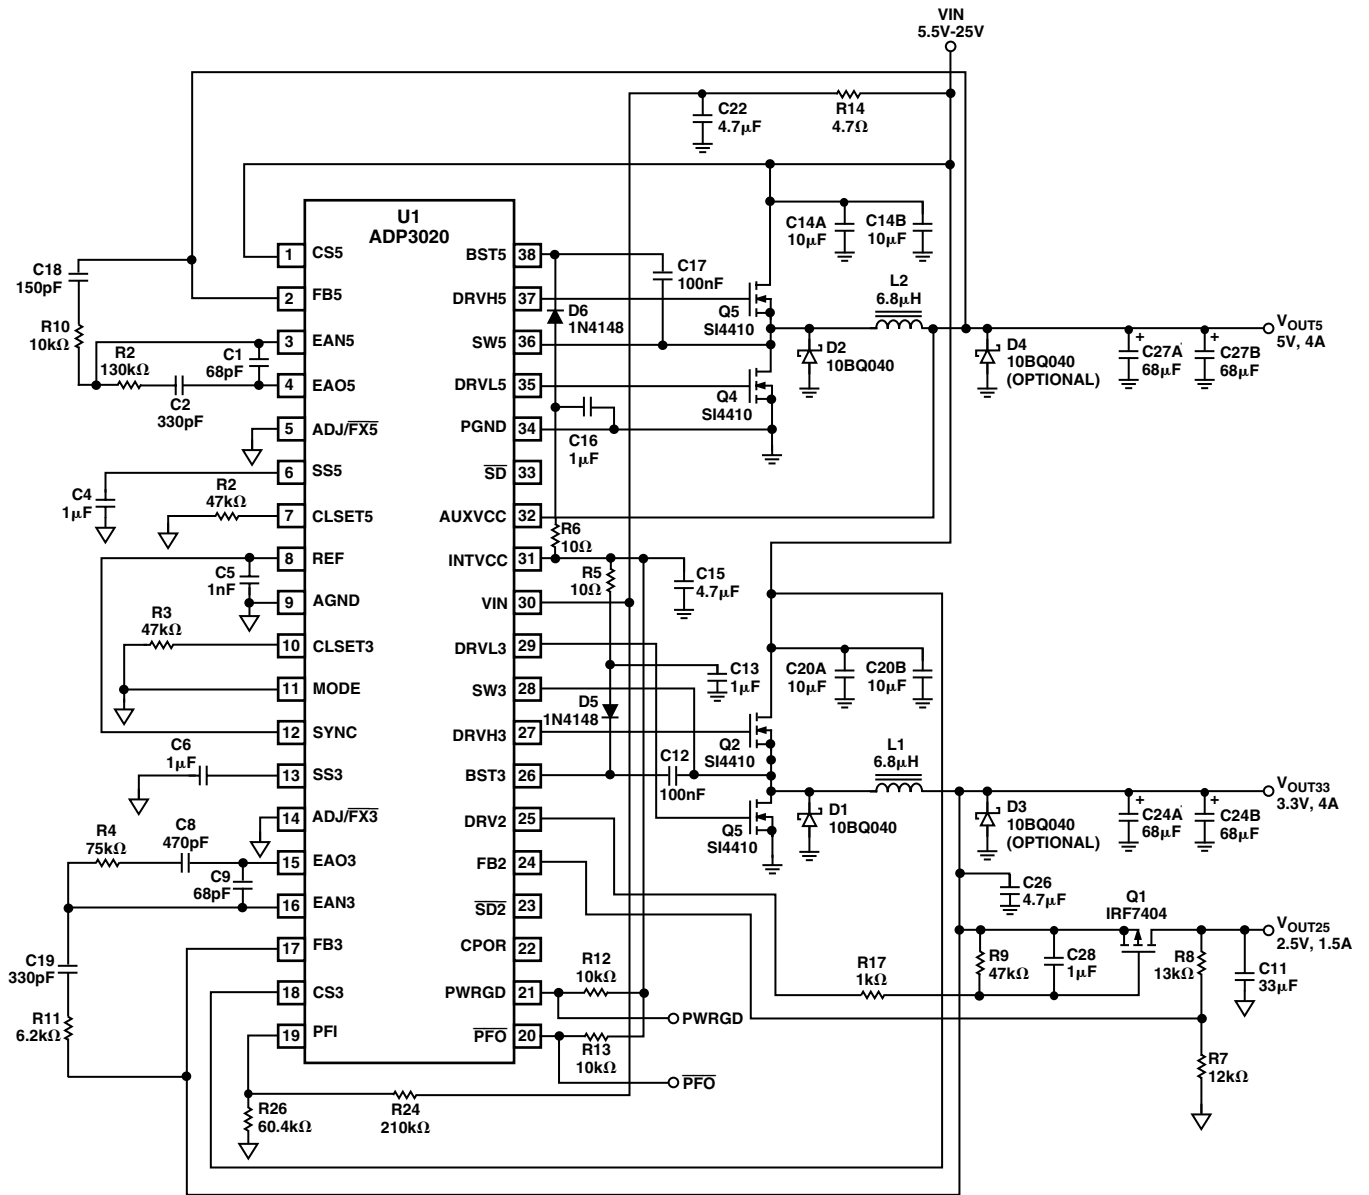 VIN
5.5V-25V
C22
4.7μF
R14
4.7Ω
U1
ADP3020
C14A
10μF
C14B
10μF
1 CS5
BST5 38
C17
100nF
C18
150pF
L2
6.8μH
2 FB5
DRVH5 37
D6
1N4148
Q5
SI4410
VOUT5
5V, 4A
R10
10kΩ
3 EAN5
SW5 36
D2
10BQ040
D4
10BQ040
(OPTIONAL)
C27A
68μF
C27B
68μF
R2
130kΩ
C1
68pF
4 EAO5
DRVL5 35
Q4
SI4410
C2
330pF
5 ADJ/FX5
PGND 34
C16
1μF
6 SS5
SD 33
C4
1μF
R2
47kΩ
7 CLSET5
AUXVCC 32
R6
10Ω
8 REF
INTVCC 31
R5
10Ω
C15
4.7μF
C5
1nF
9 AGND
VIN 30
R3
47kΩ
10 CLSET3
DRVL3 29
C13
1μF
C20A
10μF
C20B
10μF
11 MODE
SW3 28
D5
1N4148
12 SYNC
DRVH3 27
Q2
SI4410
L1
6.8μH
C6
1μF
13 SS3
BST3 26
C12
100nF
VOUT33
3.3V, 4A
14 ADJ/FX3
DRV2 25
Q5
SI4410
D1
10BQ040
D3
10BQ040
(OPTIONAL)
C24A
68μF
C24B
68μF
R4
75kΩ
C8
470pF
15 EAO3
FB2 24
C9
68pF
C26
4.7μF
Q1
IRF7404
16 EAN3
SD2 23
VOUT25
2.5V, 1.5A
17 FB3
CPOR 22
C19
330pF
R12
10kΩ
R17
1kΩ
R9
47kΩ
C28
1μF
R8
13kΩ
C11
33μF
18 CS3
PWRGD 21
PWRGD
R11
6.2kΩ
19 PFI
PFO 20
R13
10kΩ
R7
12kΩ
PFO
R26
60.4kΩ
R24
210kΩ